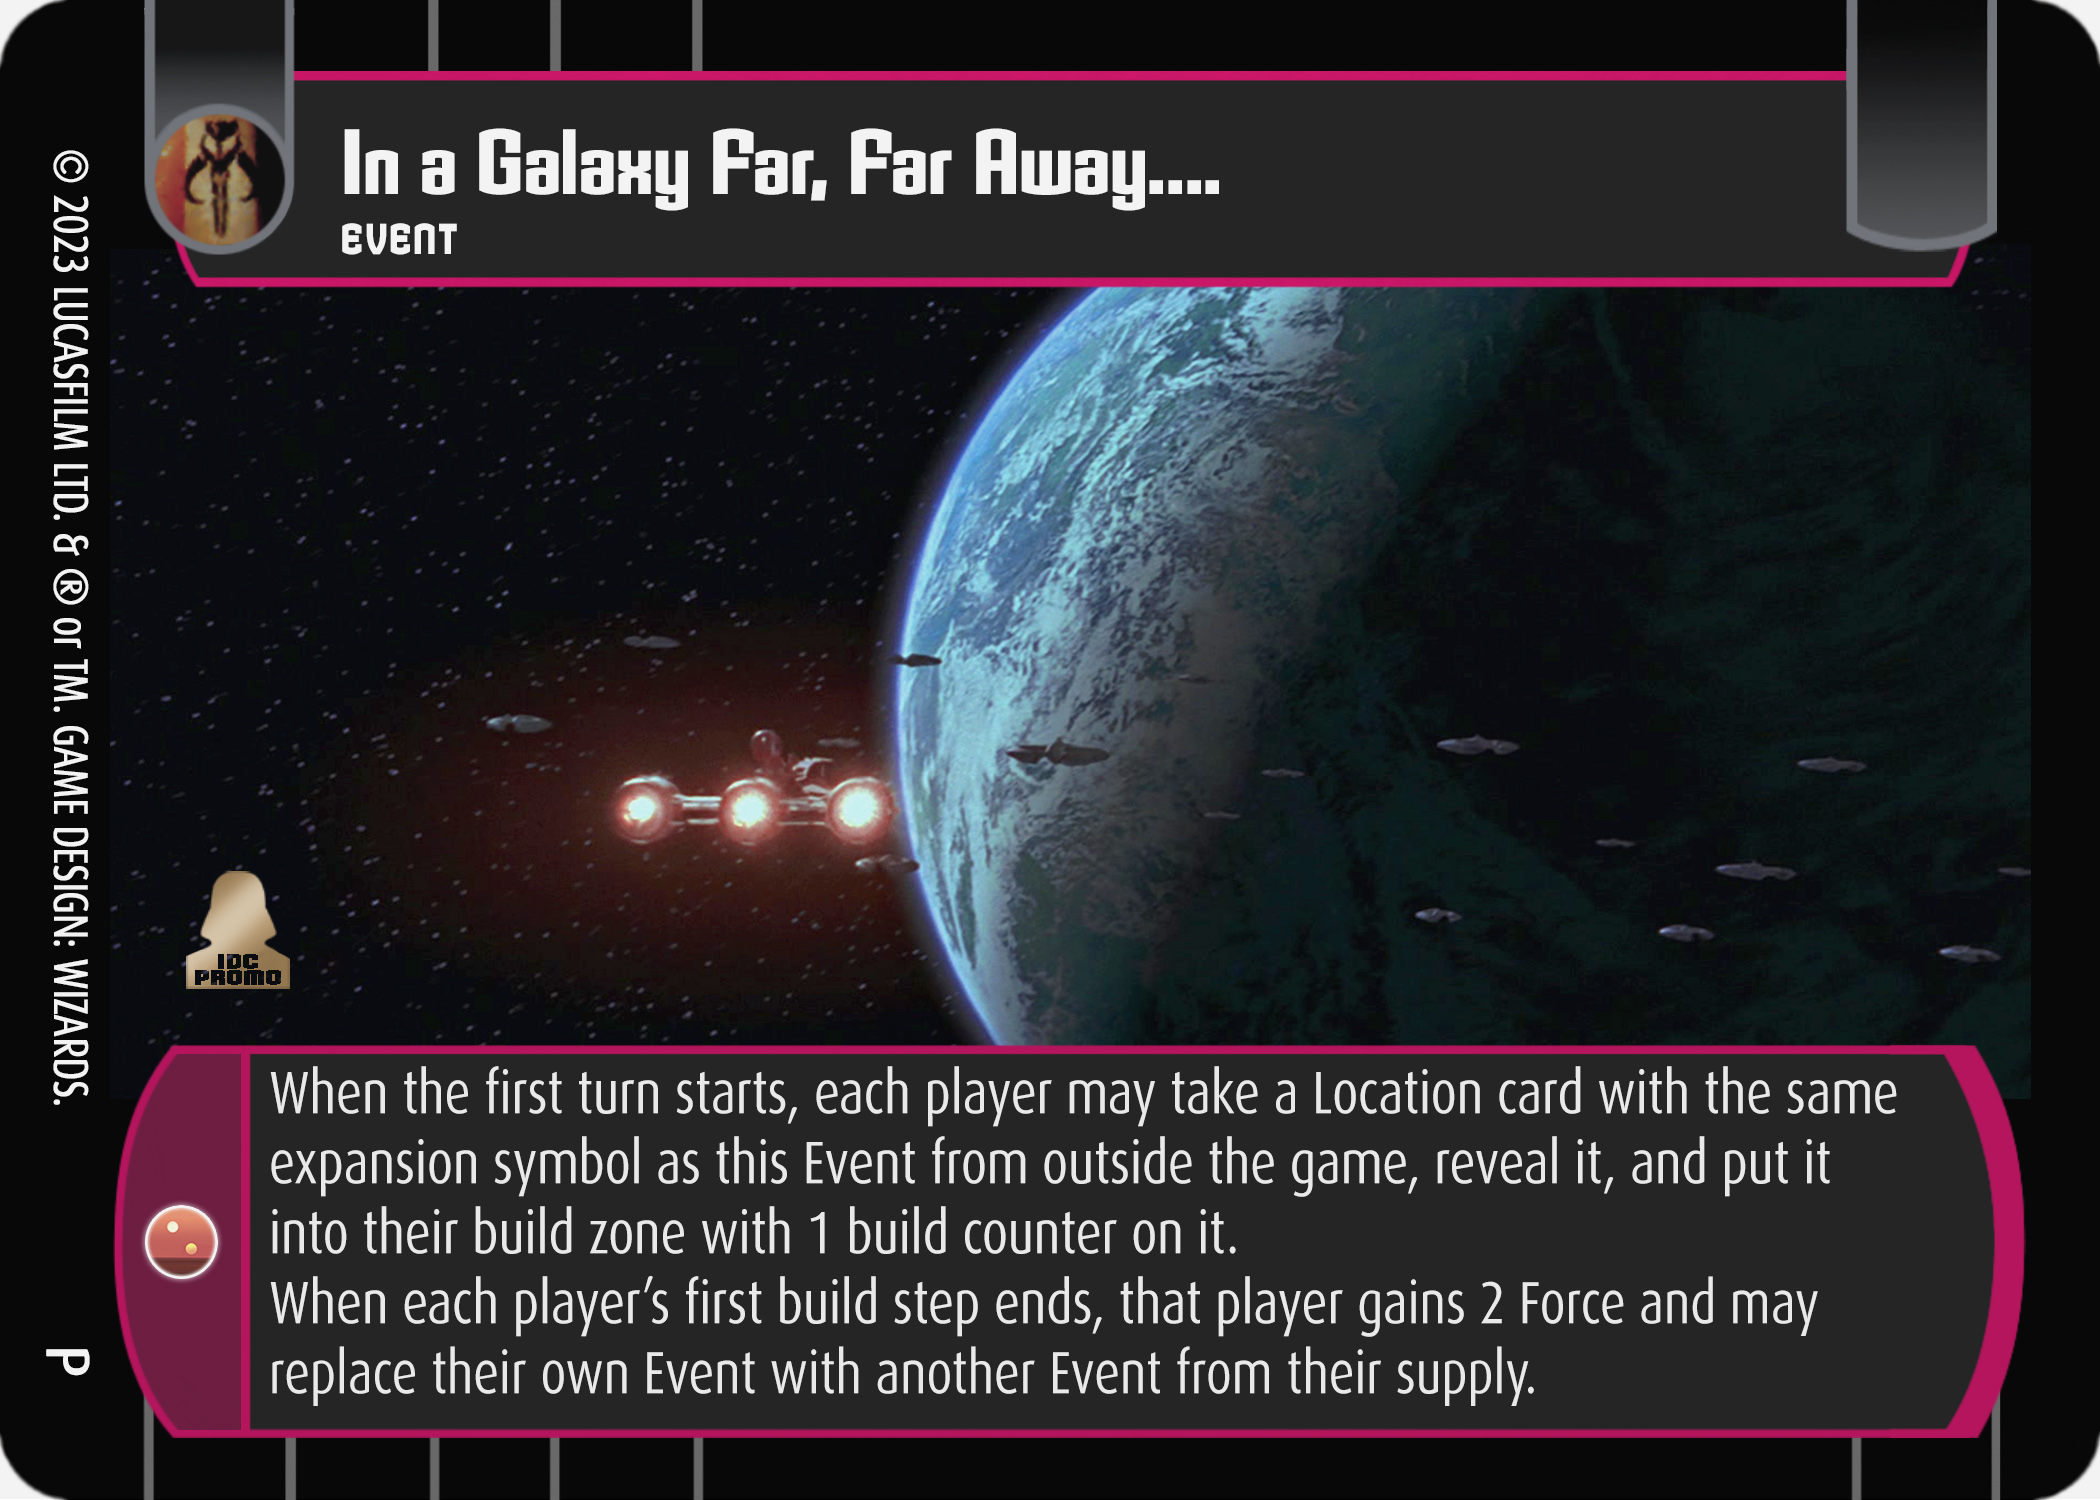 In a Galaxy Far, Far Away....
EVENT
© 2023 LUCASFILM LTD. & ® or TM. GAME DESIGN: WIZARDS.
P
IDC
PROMO
When the first turn starts, each player may take a Location card with the same
expansion symbol as this Event from outside the game, reveal it, and put it
into their build zone with 1 build counter on it.
When each player’s first build step ends, that player gains 2 Force and may
replace their own Event with another Event from their supply.